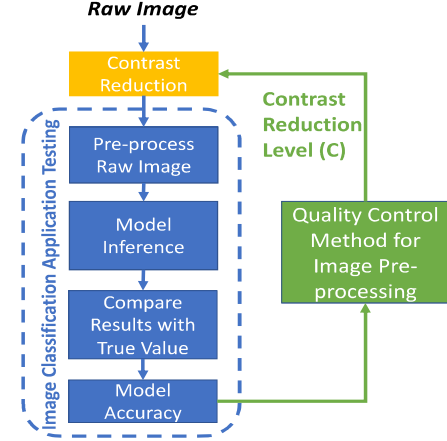 Raw Image
Contrast
Reduction
Image Classification Application Testing
Pre-process
Raw Image
Model
Inference
Compare
Results with
True Value
Model
Accuracy
Contrast
Reduction
Level (C)
Quality Control
Method for
Image Pre-
processing